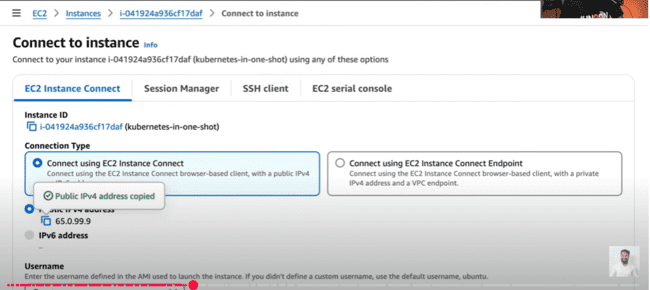 EC2 > Instances > i-041924a936cf17daf > Connect to instance
Connect to instance Info
Connect to your instance i-041924a936cf17daf (kubernetes-in-one-shot) using any of these options
EC2 Instance Connect Session Manager SSH client EC2 serial console
Instance ID
i-041924a936cf17daf (kubernetes-in-one-shot)
Connection Type
Connect using EC2 Instance Connect
Connect using the EC2 Instance Connect browser-based client, with a public IPv4
Connect using EC2 Instance Connect Endpoint
Connect using the EC2 Instance Connect browser-based client, with a private
IPv4 address and a VPC endpoint.
Public IPv4 address copied
address
65.0.99.9
IPv6 address
–
Username
Enter the username defined in the AMI used to launch the instance. If you didn't define a custom username, use the default username, ubuntu.